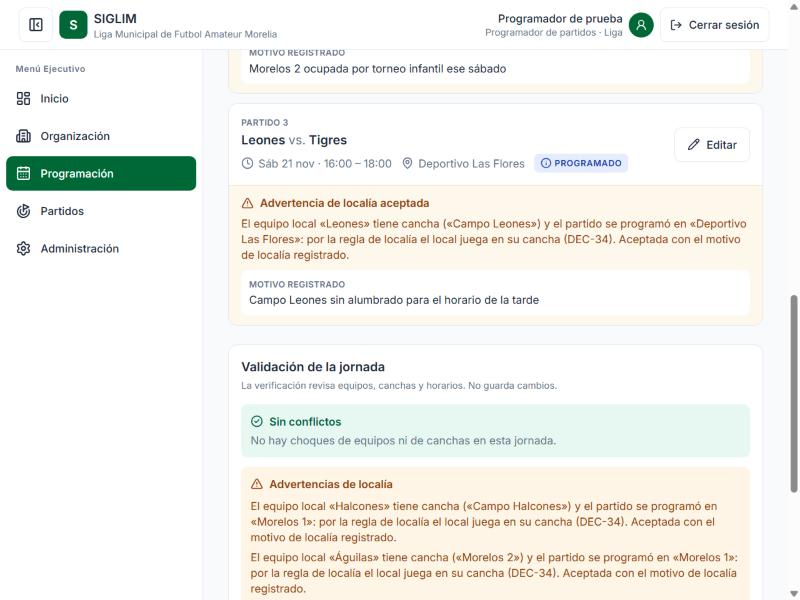 SIGLIM
Liga Municipal de Futbol Amateur Morelia
Programador de prueba
Programador de partidos · Liga
Cerrar sesión
Menú Ejecutivo
Inicio
Organización
Programación
Partidos
Administración
MOTIVO REGISTRADO
Morelos 2 ocupada por torneo infantil ese sábado
PARTIDO 3
Leones vs. Tigres
Sáb 21 nov · 16:00 – 18:00
Deportivo Las Flores
PROGRAMADO
Editar
Advertencia de localía aceptada
El equipo local «Leones» tiene cancha («Campo Leones») y el partido se programó en «Deportivo
Las Flores»: por la regla de localía el local juega en su cancha (DEC-34). Aceptada con el motivo
de localía registrado.
MOTIVO REGISTRADO
Campo Leones sin alumbrado para el horario de la tarde
Validación de la jornada
La verificación revisa equipos, canchas y horarios. No guarda cambios.
Sin conflictos
No hay choques de equipos ni de canchas en esta jornada.
Advertencias de localía
El equipo local «Halcones» tiene cancha («Campo Halcones») y el partido se programó en
«Morelos 1»: por la regla de localía el local juega en su cancha (DEC-34). Aceptada con el
motivo de localía registrado.
El equipo local «Águilas» tiene cancha («Morelos 2») y el partido se programó en «Morelos 1»:
por la regla de localía el local juega en su cancha (DEC-34). Aceptada con el motivo de localía
registrado.